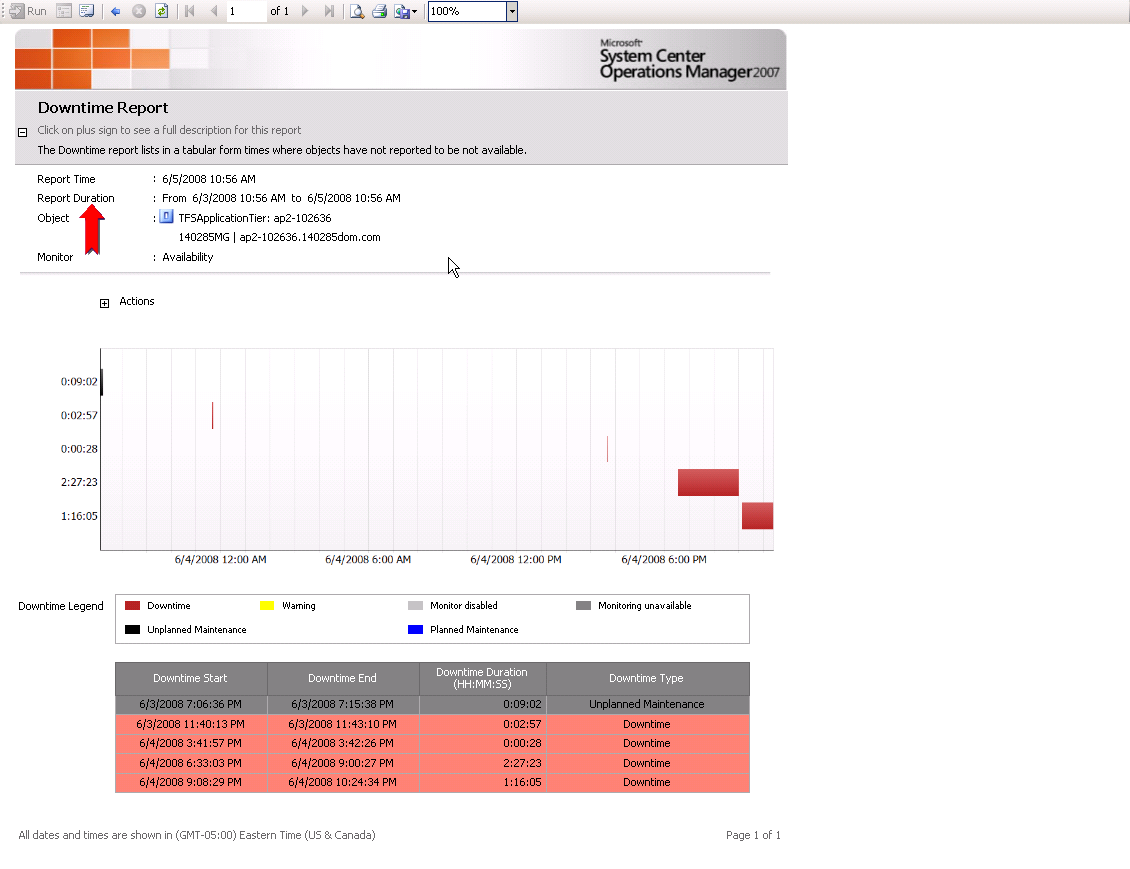 Run 1 of 1 100%
Microsoft
System Center
Operations Manager 2007
Downtime Report
Click on plus sign to see a full description for this report
The Downtime report lists in a tabular form times where objects have not reported to be not available.
Report Time : 6/5/2008 10:56 AM
Report Duration : From 6/3/2008 10:56 AM to 6/5/2008 10:56 AM
Object : TFSApplicationTier: ap2-102636
140285MG | ap2-102636.140285dom.com
Monitor : Availability
Actions
0:09:02
0:02:57
0:00:28
2:27:23
1:16:05
6/4/2008 12:00 AM 6/4/2008 6:00 AM 6/4/2008 12:00 PM 6/4/2008 6:00 PM
Downtime Legend Downtime Warning Monitor disabled Monitoring unavailable
Unplanned Maintenance Planned Maintenance
Downtime Start Downtime End Downtime Duration (HH:MM:SS) Downtime Type
6/3/2008 7:06:36 PM 6/3/2008 7:15:38 PM 0:09:02 Unplanned Maintenance
6/3/2008 11:40:13 PM 6/3/2008 11:43:10 PM 0:02:57 Downtime
6/4/2008 3:41:57 PM 6/4/2008 3:42:26 PM 0:00:28 Downtime
6/4/2008 6:33:03 PM 6/4/2008 9:00:27 PM 2:27:23 Downtime
6/4/2008 9:08:29 PM 6/4/2008 10:24:34 PM 1:16:05 Downtime
All dates and times are shown in (GMT-05:00) Eastern Time (US & Canada) Page 1 of 1